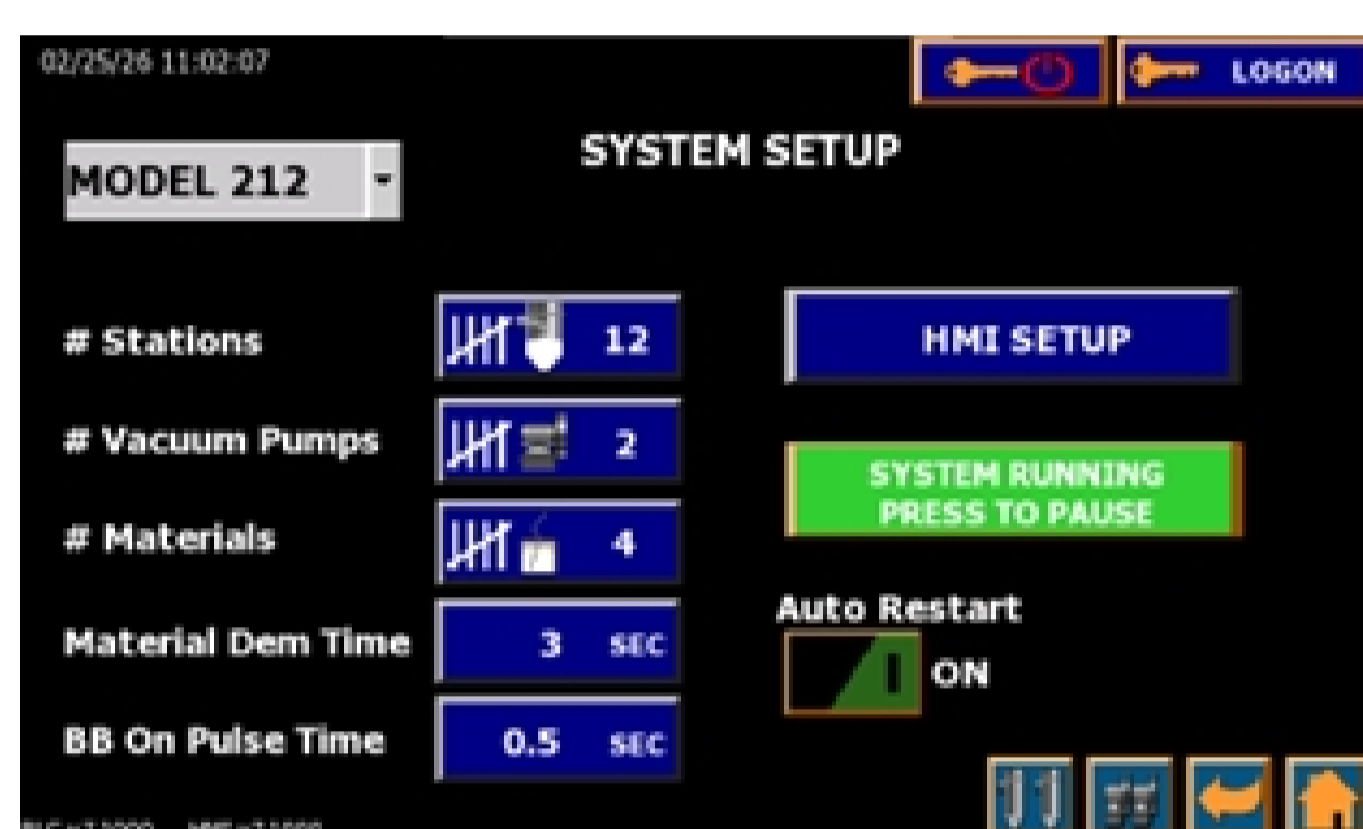 02/25/26 11:02:07
LOGON
SYSTEM SETUP
MODEL 212
# Stations 12
HMI SETUP
# Vacuum Pumps 2
SYSTEM RUNNING
PRESS TO PAUSE
# Materials 4
Auto Restart
Material Dem Time 3 SEC
ON
BB On Pulse Time 0.5 SEC